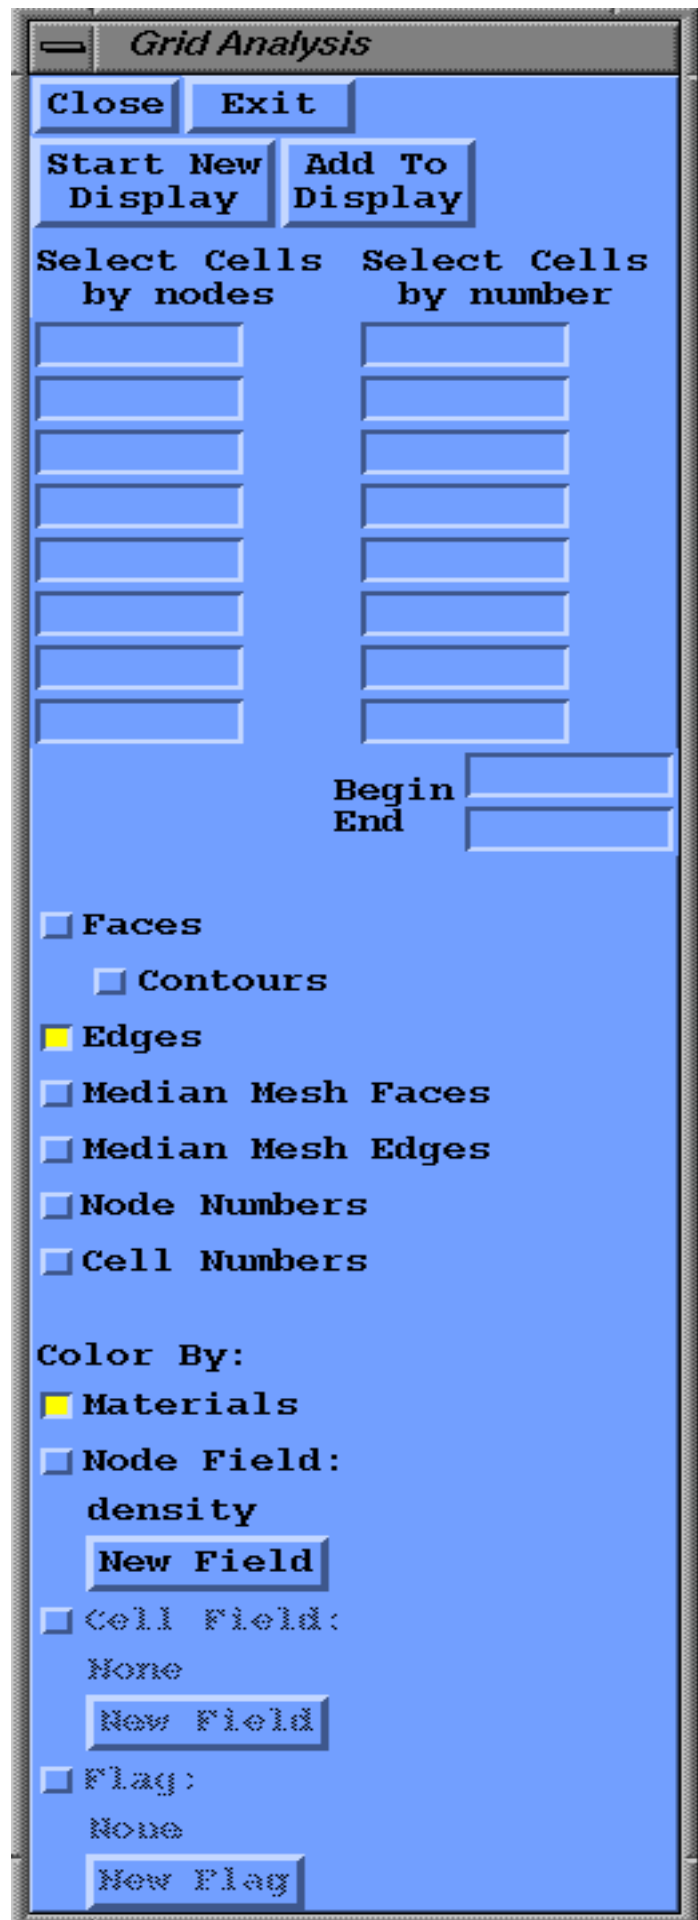 Grid Analysis
Close Exit
Start New Display
Add To Display
Select Cells by nodes
Select Cells by number
Begin
End
Faces
Contours
Edges
Median Mesh Faces
Median Mesh Edges
Node Numbers
Cell Numbers
Color By:
Materials
Node Field:
density
New Field
Cell Field:
None
New Field
Flag:
None
New Flag